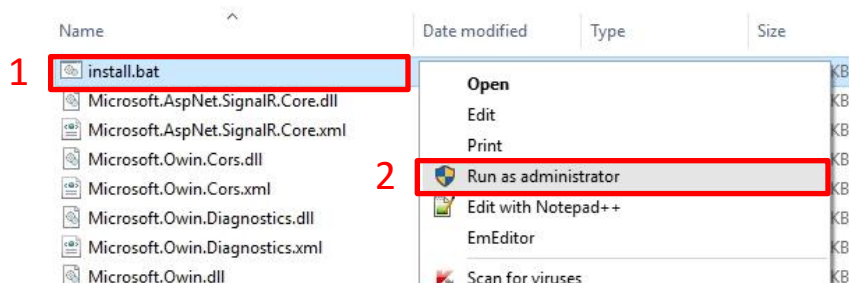 Name Date modified Type Size
1 install.bat KB
Open
Microsoft.AspNet.SignalR.Core.dll KB
Edit
Microsoft.AspNet.SignalR.Core.xml KB
Print
Microsoft.Owin.Cors.dll KB
2 Run as administrator
Microsoft.Owin.Cors.xml KB
Edit with Notepad++
Microsoft.Owin.Diagnostics.dll KB
EmEditor
Microsoft.Owin.Diagnostics.xml KB
Microsoft.Owin.dll KB
Scan for viruses